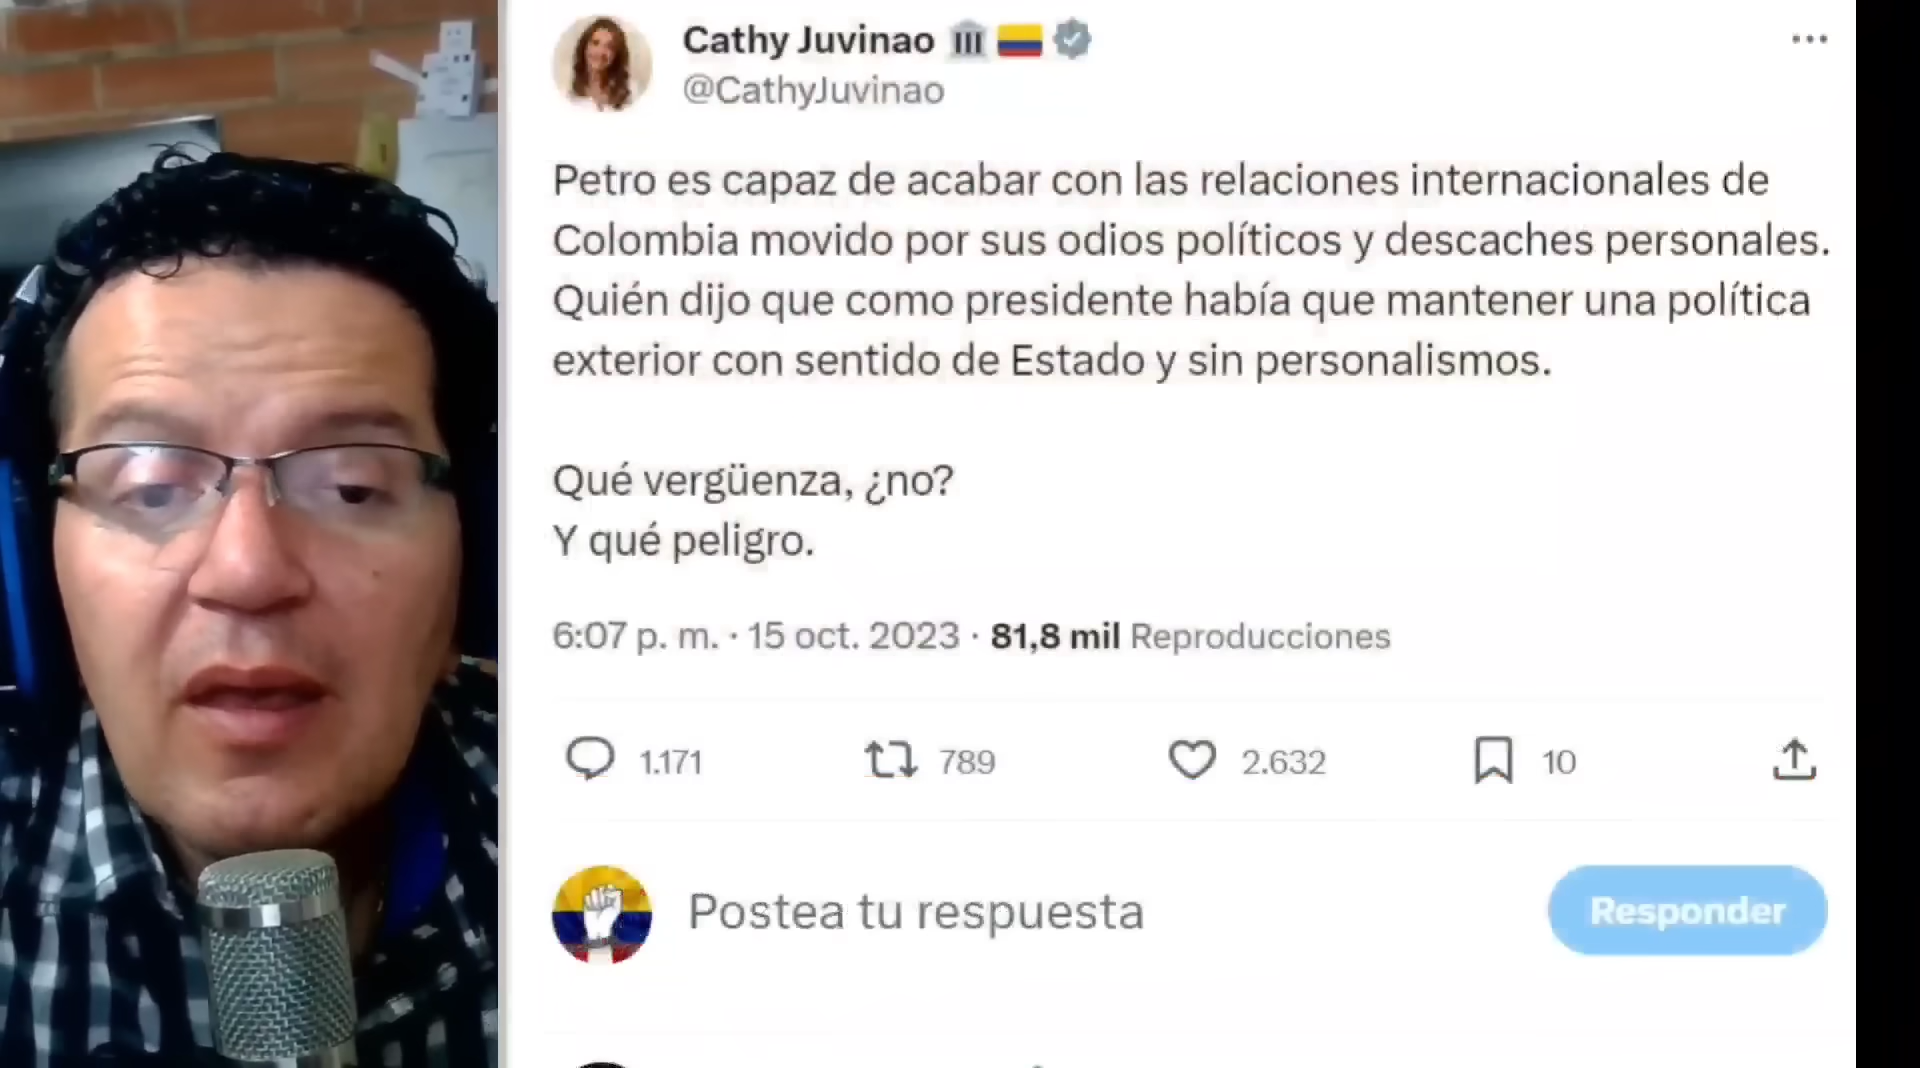 Cathy Juvinao
@CathyJuvinao
Petro es capaz de acabar con las relaciones internacionales de
Colombia movido por sus odios políticos y descaches personales.
Quién dijo que como presidente había que mantener una política
exterior con sentido de Estado y sin personalismos.
Qué vergüenza, ¿no?
Y qué peligro.
6:07 p. m. · 15 oct. 2023 · 81,8 mil Reproducciones
1.171 789 2.632 10
Postea tu respuesta
Responder